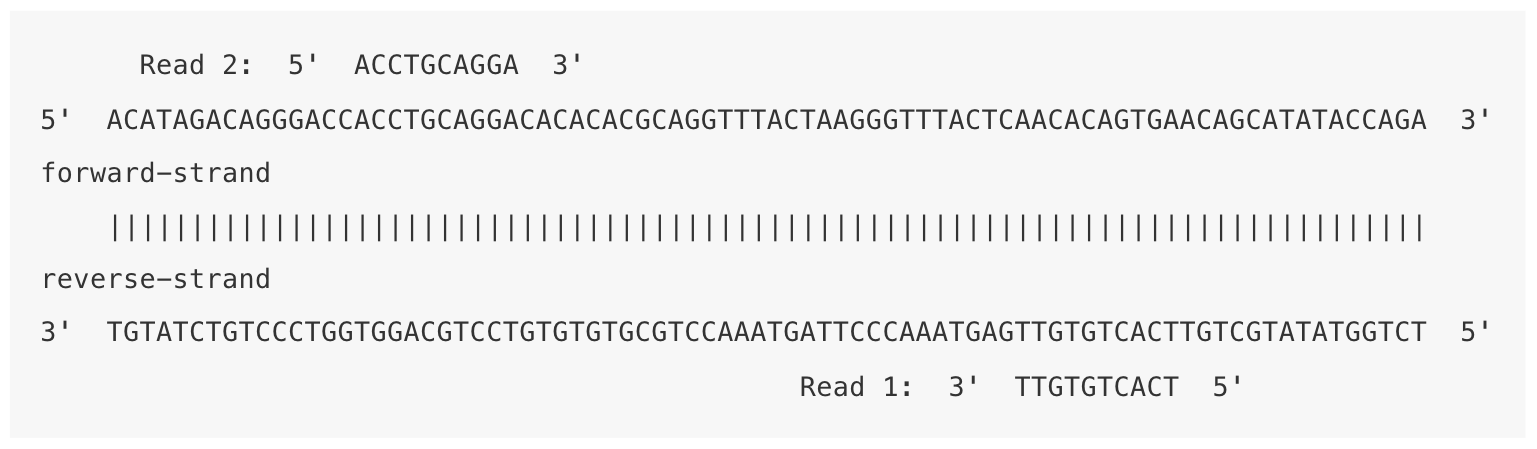 Read 2:  5'  ACCTGCAGGA  3'
5'  ACATAGACAGGGACCACCTGCAGGACACACACGCAGGTTTACTAAGGGTTTACTCAACACAGTGAACAGCATATACCAGA  3'
forward-strand
||||||||||||||||||||||||||||||||||||||||||||||||||||||||||||||||||||||||||||||||
reverse-strand
3'  TGTATCTGTCCCTGGTGGACGTCCTGTGTGTGCGTCCAAATGATTCCCAAATGAGTTGTGTCACTTGTCGTATATGGTCT  5'
Read 1:  3'  TTGTGTCACT  5'